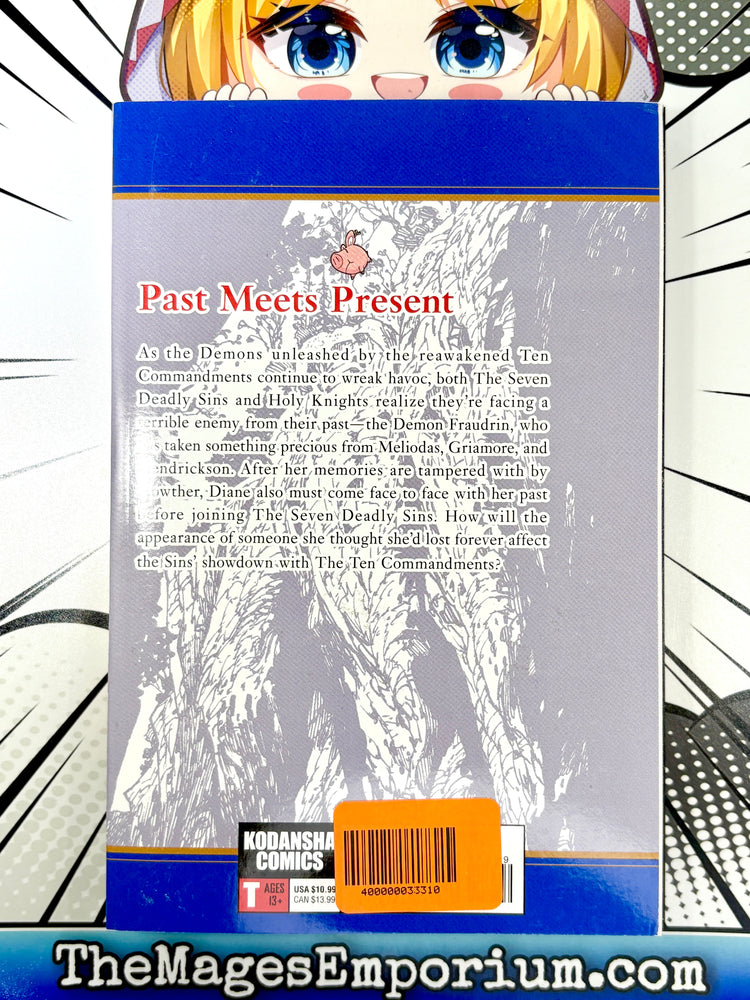 Past Meets Present
As the Demons unleashed by the reawakened Ten
Commandments continue to wreak havoc, both The Seven
Deadly Sins and Holy Knights realize they're facing a
terrible enemy from their past—the Demon Fraudrin, who
taken something precious from Meliodas, Griamore, and
Hendrickson. After her memories are tampered with by
Gowther, Diane also must come face to face with her past
before joining The Seven Deadly Sins. How will the
appearance of someone she thought she'd lost forever affect
the Sins' showdown with The Ten Commandments?
KODANSHA
COMICS
T AGES
13+
USA $10.99
CAN $13.99
9
400000033310
TheMagesEmporium.com